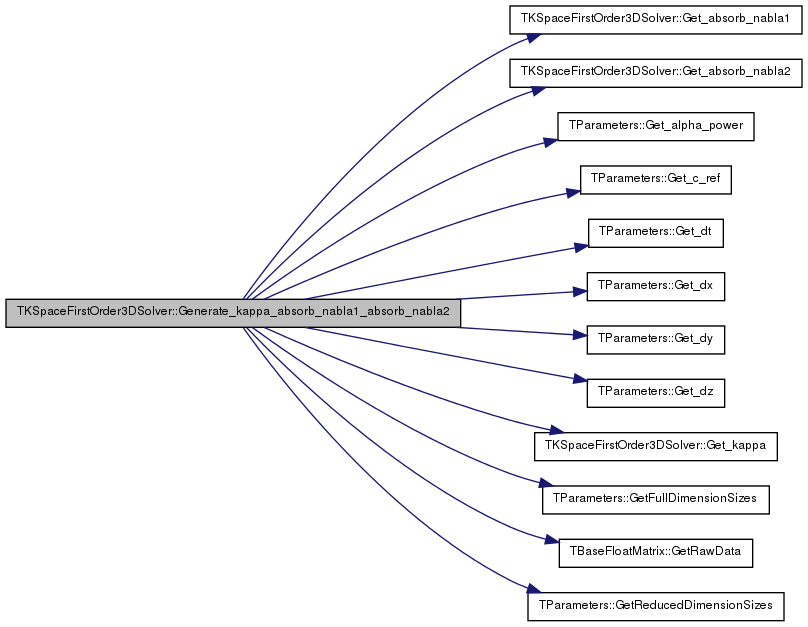 TKSpaceFirstOrder3DSolver::Get_absorb_nabla1
TKSpaceFirstOrder3DSolver::Get_absorb_nabla2
TParameters::Get_alpha_power
TParameters::Get_c_ref
TParameters::Get_dt
TParameters::Get_dx
TKSpaceFirstOrder3DSolver::Generate_kappa_absorb_nabla1_absorb_nabla2
TParameters::Get_dy
TParameters::Get_dz
TKSpaceFirstOrder3DSolver::Get_kappa
TParameters::GetFullDimensionSizes
TBaseFloatMatrix::GetRawData
TParameters::GetReducedDimensionSizes